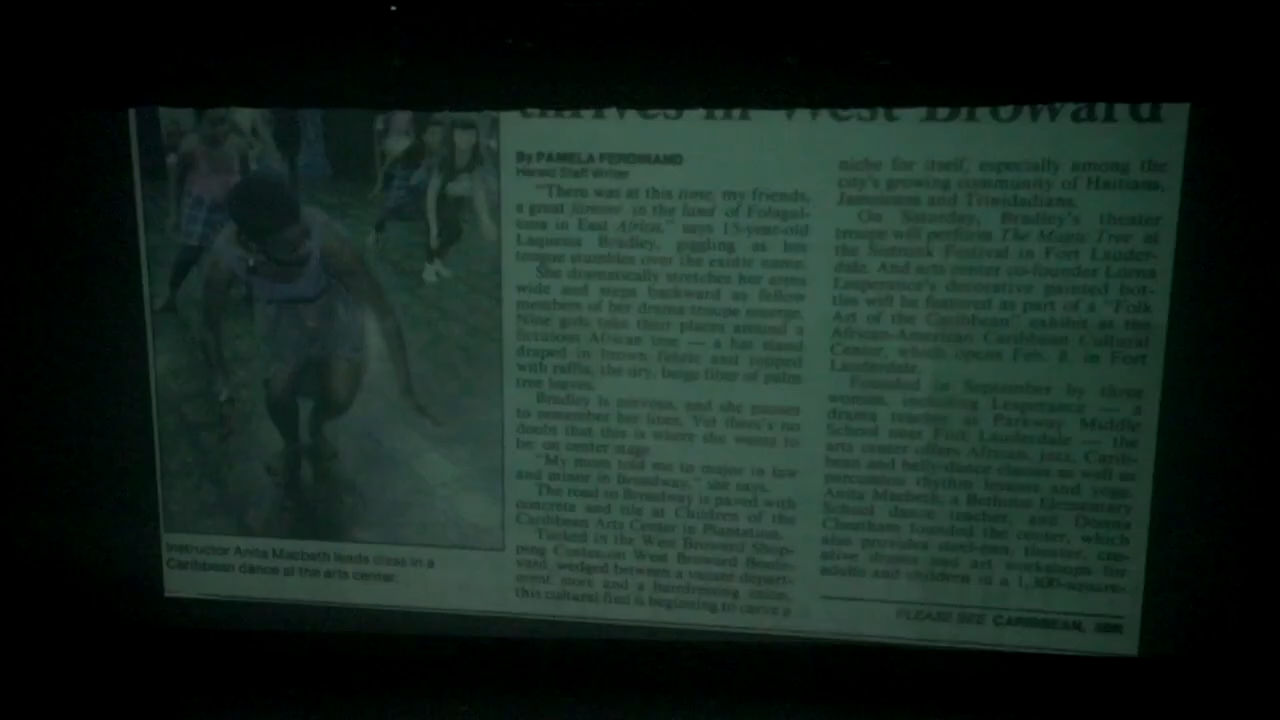 thrives in West Broward
By PAMELA FERDINAND
Herald Staff Writer
"There was at this time, my friends,
a great farmer in the land of
in East Africa," says 15-year-old
Laqueus Bradley, giggling as her
tongue stumbles over the exotic name.
She dramatically stretches her arms
wide and steps backward as fellow
members of her drama troupe emerge.
Nine girls take their places around a
African tree — a hat stand
draped in brown fabric and topped
with raffia, the dry, beige fiber of palm
tree leaves.
Bradley is nervous, and she pauses
to remember her lines. Yet there's no
doubt that this is where she wants to
be: on center stage.
"My mom told me to major in law
and minor in Broadway," she says.
The road to Broadway is paved with
concrete and tile at Children of the
Caribbean Arts Center in Plantation.
Tucked in the West Broward Shop-
ping Center on West Broward Boule-
vard, wedged between a vacant depart-
ment store and a hairdressing salon,
this cultural find is beginning to carve a
niche for itself, especially among the
city's growing community of Haitians,
Jamaicans and Trinidadians.
On Saturday, Bradley's theater
troupe will perform The Magic Tree at
the Sistrunk Festival in Fort Lauder-
dale. And arts center co-founder Lorna
Lesperance's decorative painted bot-
tles will be featured as part of a "Folk
Art of the Caribbean" exhibit at the
African-American Caribbean Cultural
Center, which opens Feb. 8, in Fort
Lauderdale.
Founded in September by three
women, including Lesperance — a
drama teacher at Parkway Middle
School near Fort Lauderdale — the
arts center offers African, jazz, Carib-
bean and belly-dance classes as well as
percussion rhythm lessons and yoga.
Anita Macbeth, a Bethune Elementary
School dance teacher, and Donna
Cheatham founded the center, which
also provides steel-pan, theater, cre-
ative drama and art workshops for
adults and children in a 1,800-square-
PLEASE SEE CARIBBEAN,
Instructor Anita Macbeth leads class in a
Caribbean dance at the arts center.